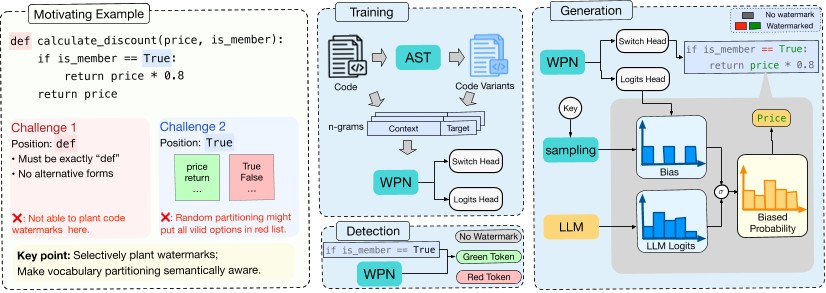 Motivating Example
def calculate_discount(price, is_member):
if is_member == True:
return price * 0.8
return price
Challenge 1
Position: def
• Must be exactly "def"
• No alternative forms
❌: Not able to plant code
watermarks here.
Challenge 2
Position: True
price
return
...
True
False
...
❌: Random partitioning might
put all vilid options in red list.
Key point: Selectively plant watermarks;
Make vocabulary partitioning semantically aware.
Training
Code
AST
Code Variants
n-grams
Context
Target
WPN
Switch Head
Logits Head
Detection
if is_member == True
WPN
No Watermark
Green Token
Red Token
Generation
No watermark
Watermarked
WPN
Switch Head
Logits Head
if is_member == True:
return price * 0.8
Key
sampling
Bias
Price
LLM
LLM Logits
σ
Biased
Probability